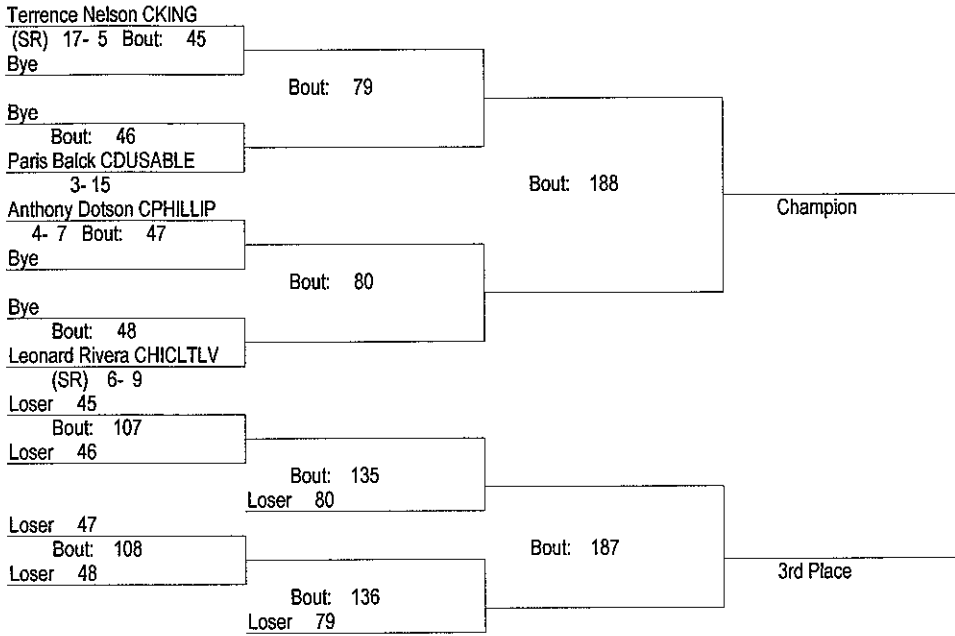 Terrence Nelson CKING
(SR) 17- 5 Bout: 45
Bye
Bout: 79
Bye
Bout: 46
Paris Balck CDUSABLE
3- 15
Bout: 188
Champion
Anthony Dotson CPHILLIP
4- 7 Bout: 47
Bye
Bout: 80
Bye
Bout: 48
Leonard Rivera CHICLTLV
(SR) 6- 9
Loser 45
Bout: 107
Loser 46
Bout: 135
Loser 80
Loser 47
Bout: 108
Loser 48
Bout: 187
3rd Place
Bout: 136
Loser 79